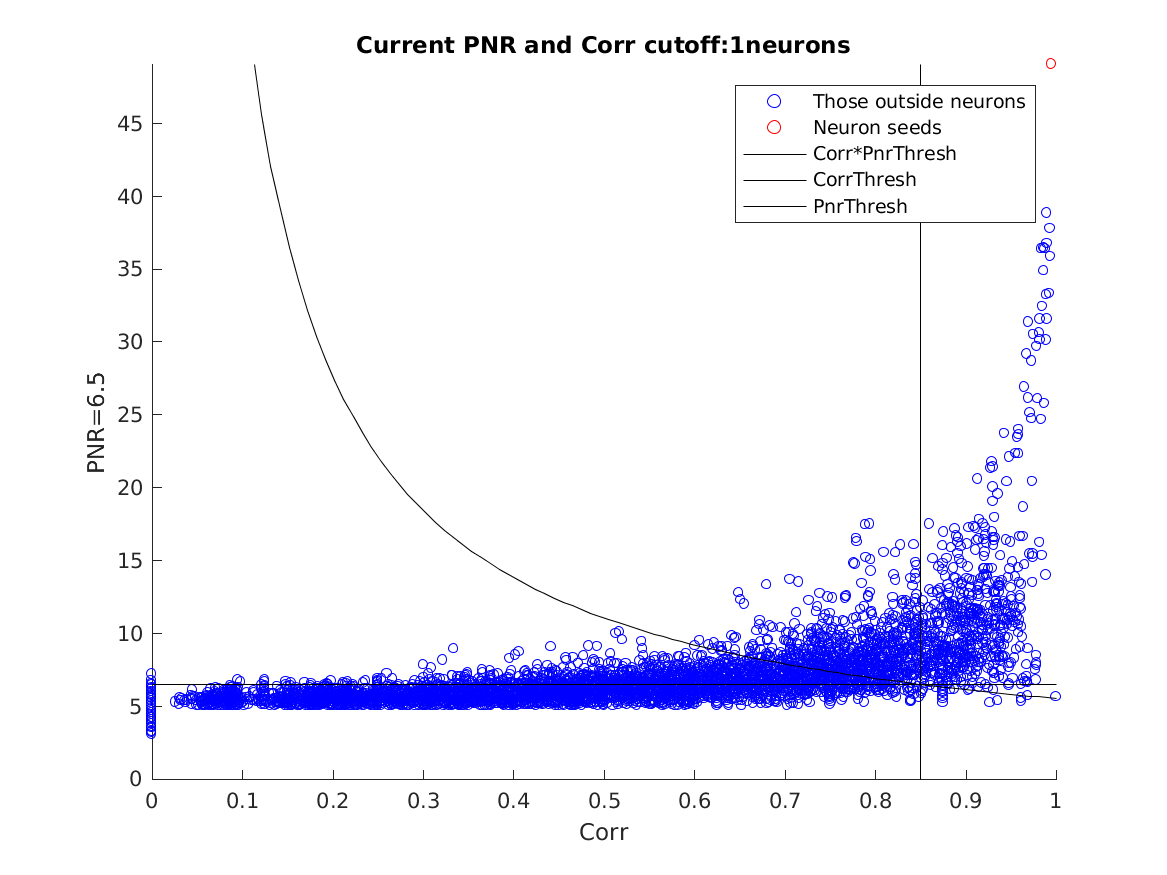 Current PNR and Corr cutoff:1neurons
Those outside neurons
Neuron seeds
Corr*PnrThresh
CorrThresh
PnrThresh
PNR=6.5
45
40
35
30
25
20
15
10
5
0
0 0.1 0.2 0.3 0.4 0.5 0.6 0.7 0.8 0.9 1
Corr